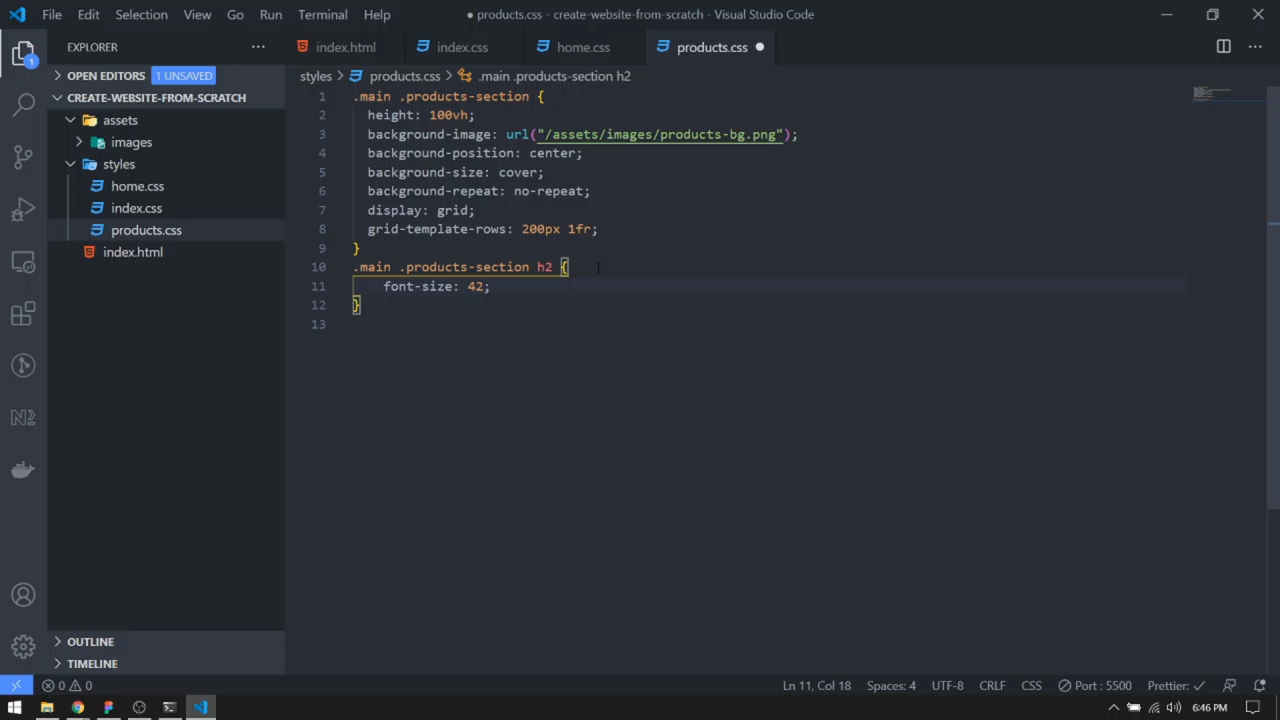 File Edit Selection View Go Run Terminal Help
● products.css - create-website-from-scratch - Visual Studio Code
EXPLORER
index.html
index.css
home.css
products.css
OPEN EDITORS 1 UNSAVED
CREATE-WEBSITE-FROM-SCRATCH
assets
images
styles
home.css
index.css
products.css
index.html
styles > products.css > .main .products-section h2
1 .main .products-section {
2 height: 100vh;
3 background-image: url("/assets/images/products-bg.png");
4 background-position: center;
5 background-size: cover;
6 background-repeat: no-repeat;
7 display: grid;
8 grid-template-rows: 200px 1fr;
9 }
10 .main .products-section h2 {
11 font-size: 42;
12 }
13
OUTLINE
TIMELINE
1
N2
0 0
Ln 11, Col 18 Spaces: 4 UTF-8 CRLF CSS Port : 5500 Prettier: ✓
6:46 PM